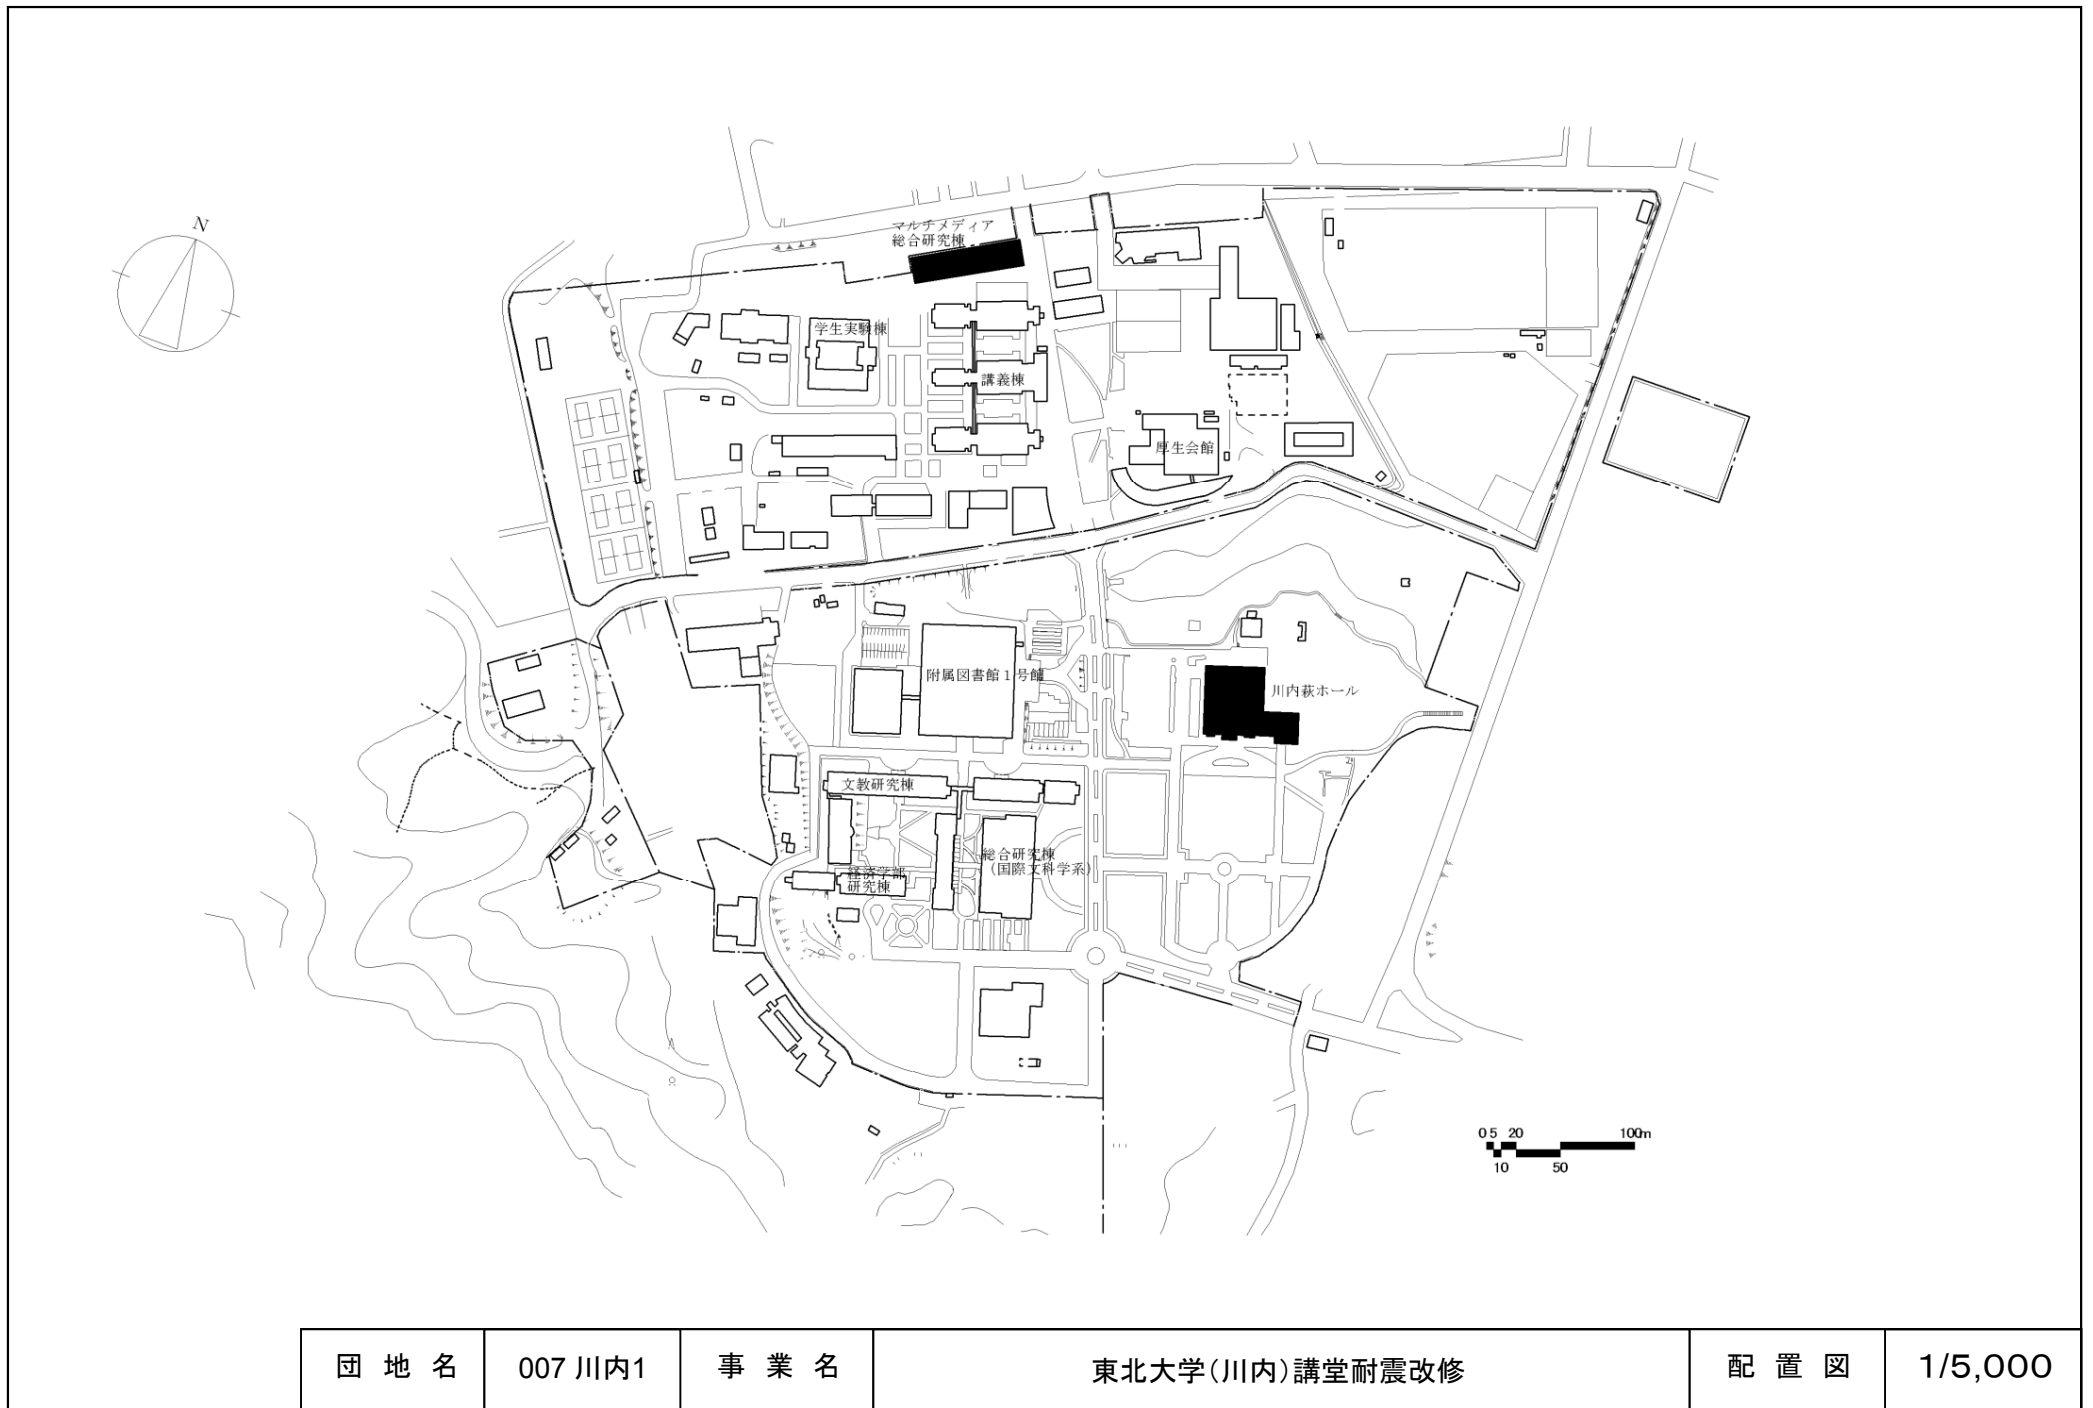 N
マルチメディア
総合研究棟
学生実験棟
講義棟
厚生会館
附属図書館1号館
川内萩ホール
文教研究棟
総合研究棟
(国際文科学系)
経済学部
研究棟
0 5 20 100m
10 50
団地名 007 川内1 事業名 東北大学(川内)講堂耐震改修 配置図 1/5,000